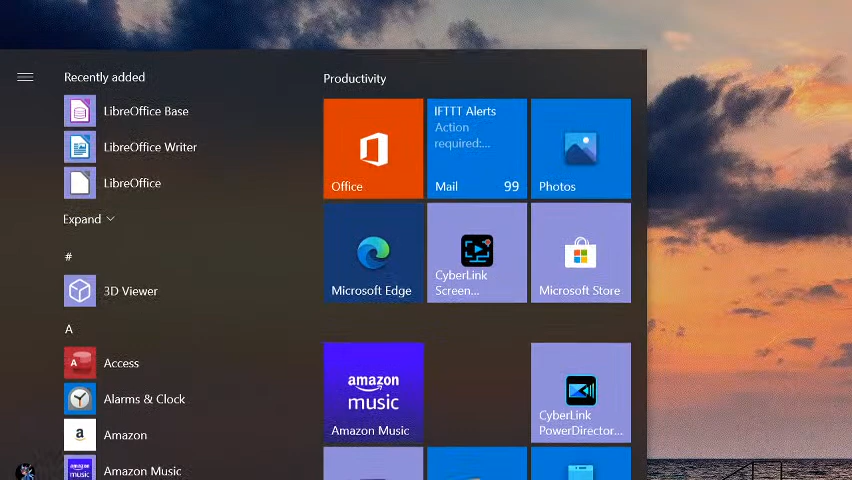 Recently added
LibreOffice Base
LibreOffice Writer
LibreOffice
Expand
#
3D Viewer
A
A
Access
Alarms & Clock
a
Amazon
music
Amazon Music
Productivity
Office
IFTTT Alerts
Action
required:...
Mail 99
Photos
Microsoft Edge
CyberLink
Screen...
Microsoft Store
amazon
music
Amazon Music
CyberLink
PowerDirector...